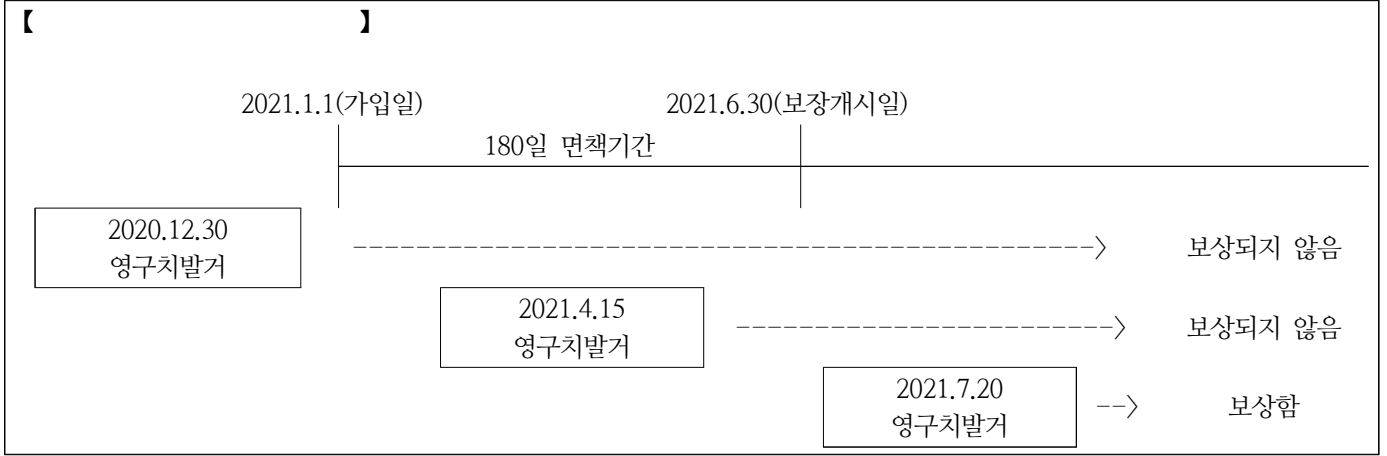 【 】
2021.1.1(가입일) 2021.6.30(보장개시일)
180일 면책기간
2020.12.30
영구치발거
보상되지 않음
2021.4.15
영구치발거
보상되지 않음
2021.7.20
영구치발거
보상함